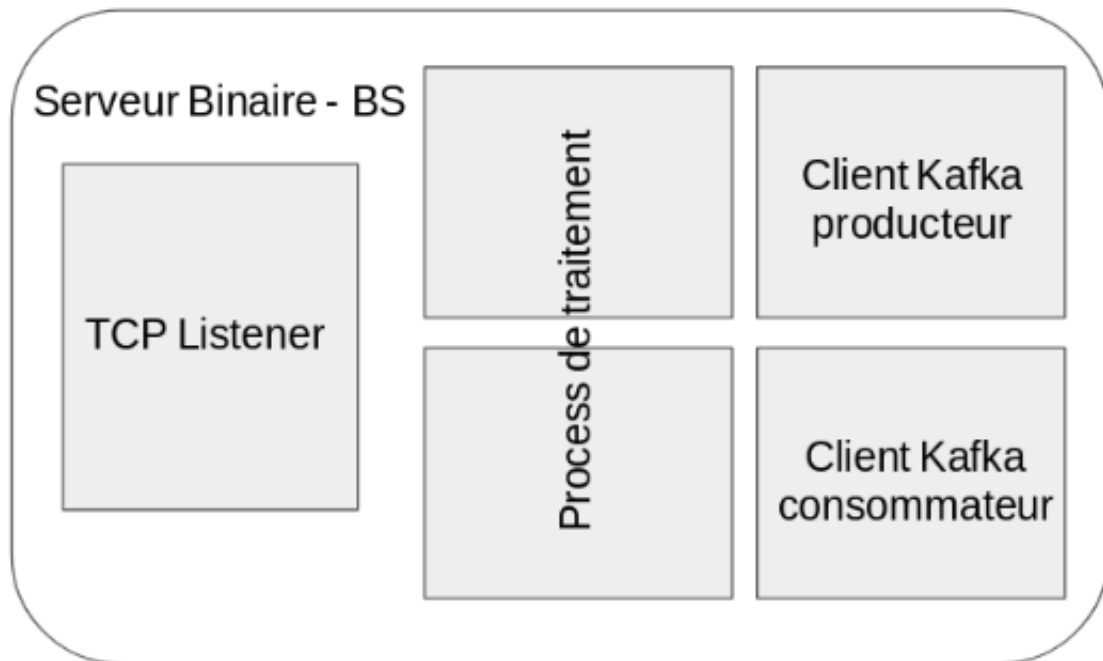 Serveur Binaire - BS
TCP Listener
Process de traitement
Client Kafka
producteur
Client Kafka
consommateur